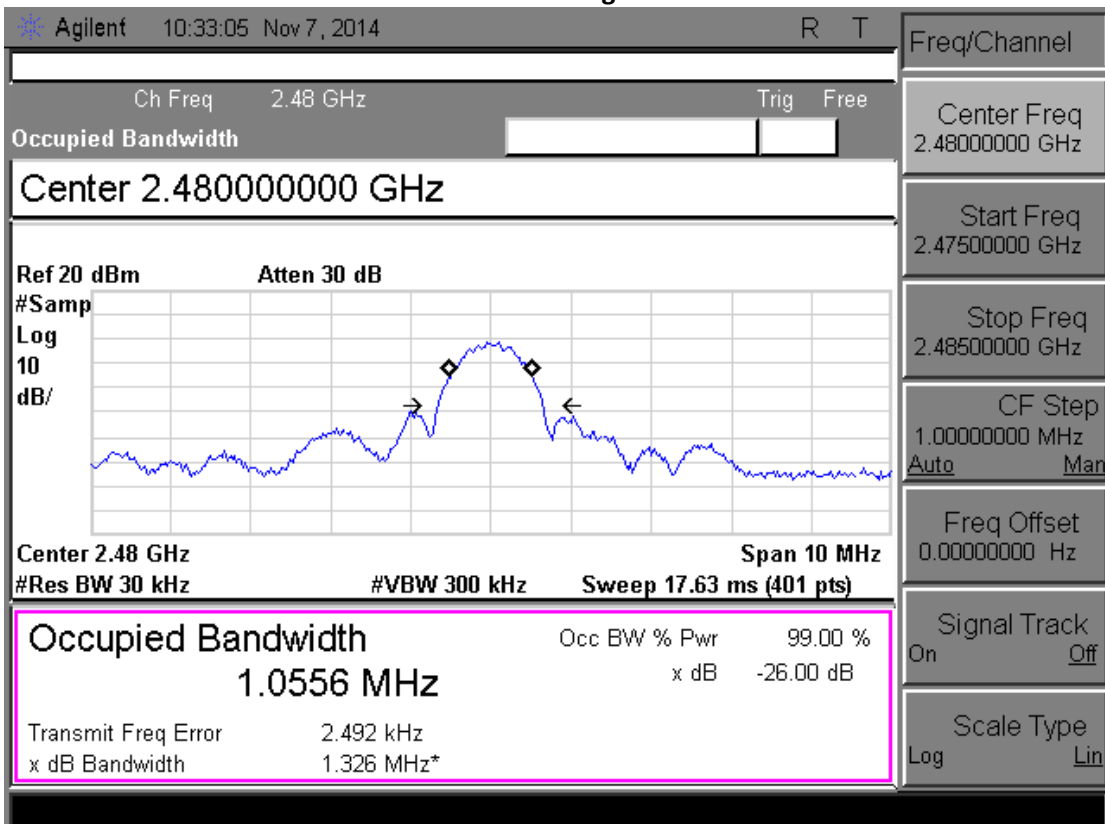 Agilent 10:33:05 Nov 7, 2014 R T
Ch Freq 2.48 GHz Trig Free
Occupied Bandwidth
Center 2.480000000 GHz
Ref 20 dBm Atten 30 dB
#Samp
Log
10
dB/
Center 2.48 GHz Span 10 MHz
#Res BW 30 kHz #VBW 300 kHz Sweep 17.63 ms (401 pts)
Occupied Bandwidth
1.0556 MHz
Occ BW % Pwr 99.00 %
x dB -26.00 dB
Transmit Freq Error 2.492 kHz
x dB Bandwidth 1.326 MHz*
Freq/Channel
Center Freq
2.48000000 GHz
Start Freq
2.47500000 GHz
Stop Freq
2.48500000 GHz
CF Step
1.00000000 MHz
Auto Man
Freq Offset
0.00000000 Hz
Signal Track
On Off
Scale Type
Log Lin